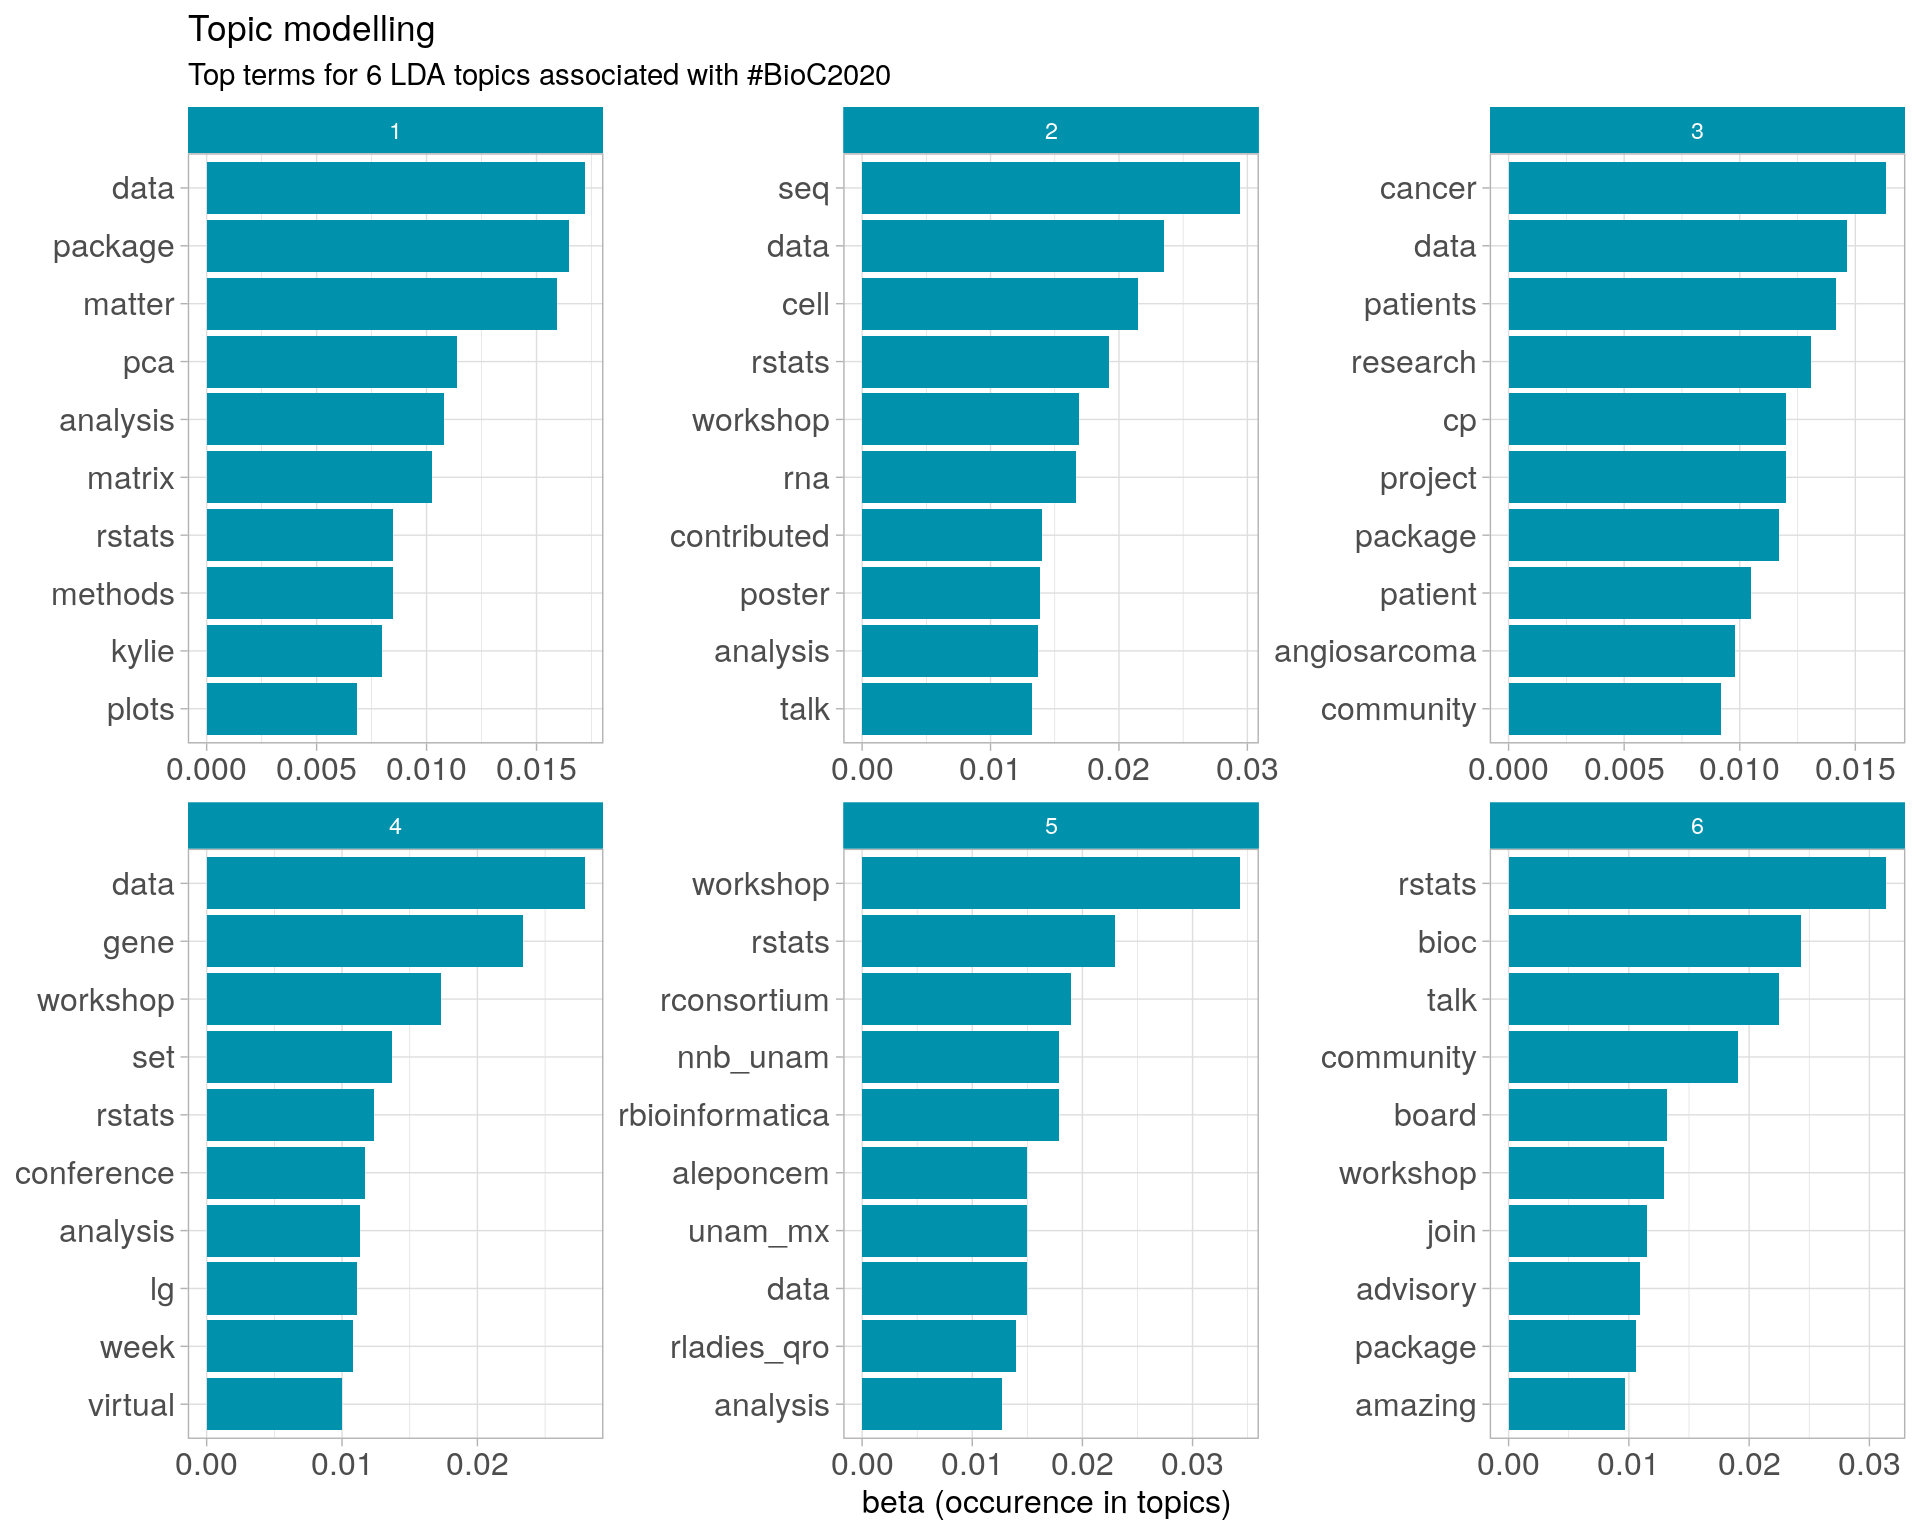 Topic modelling
Top terms for 6 LDA topics associated with #BioC2020
1
data
package
matter
pca
analysis
matrix
rstats
methods
kylie
plots
0.000 0.005 0.010 0.015
2
seq
data
cell
rstats
workshop
rna
contributed
poster
analysis
talk
0.00 0.01 0.02 0.03
3
cancer
data
patients
research
cp
project
package
patient
angiosarcoma
community
0.000 0.005 0.010 0.015
4
data
gene
workshop
set
rstats
conference
analysis
lg
week
virtual
0.00 0.01 0.02
5
workshop
rstats
rconsortium
nnb_unam
rbioinformatica
aleponcem
unam_mx
data
rladies_qro
analysis
0.00 0.01 0.02 0.03
6
rstats
bioc
talk
community
board
workshop
join
advisory
package
amazing
0.00 0.01 0.02 0.03
beta (occurence in topics)